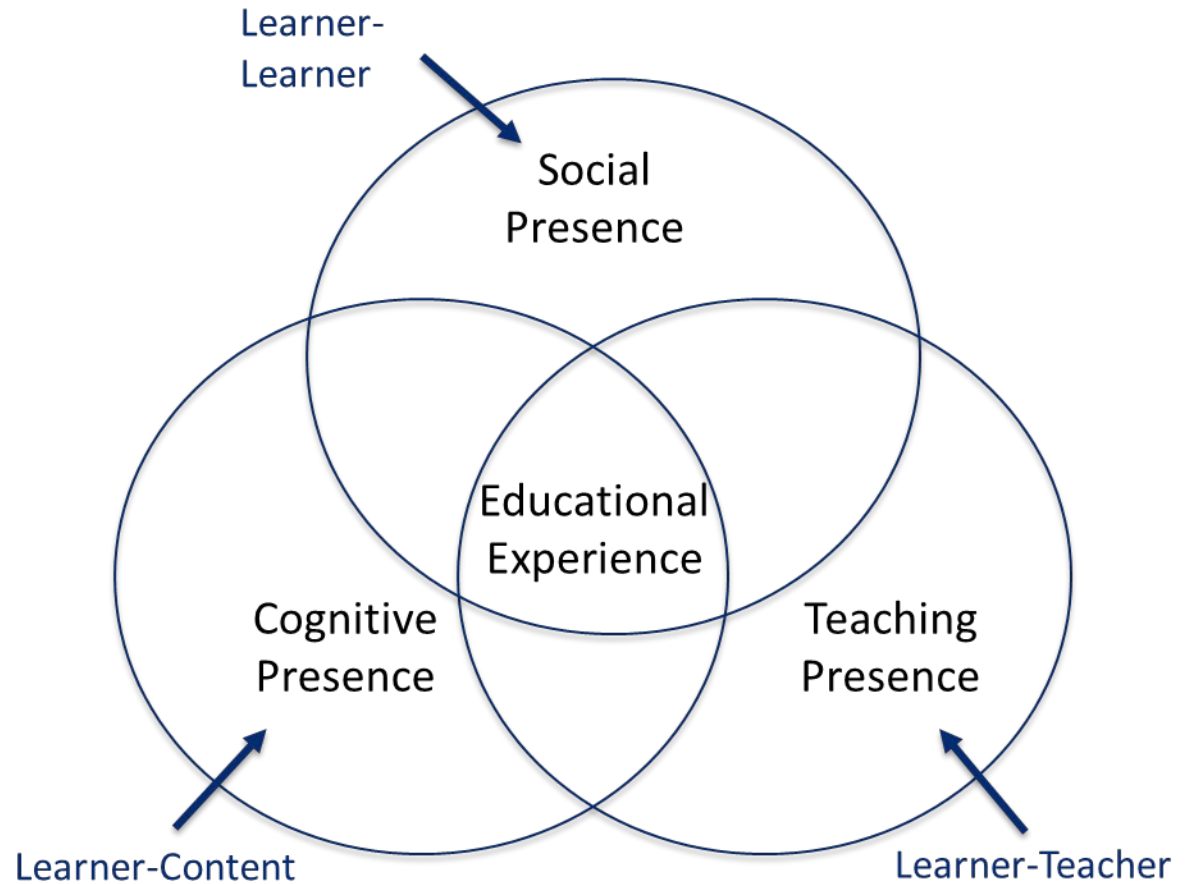 Learner-
Learner
Social
Presence
Educational
Experience
Cognitive
Presence
Teaching
Presence
Learner-Content
Learner-Teacher